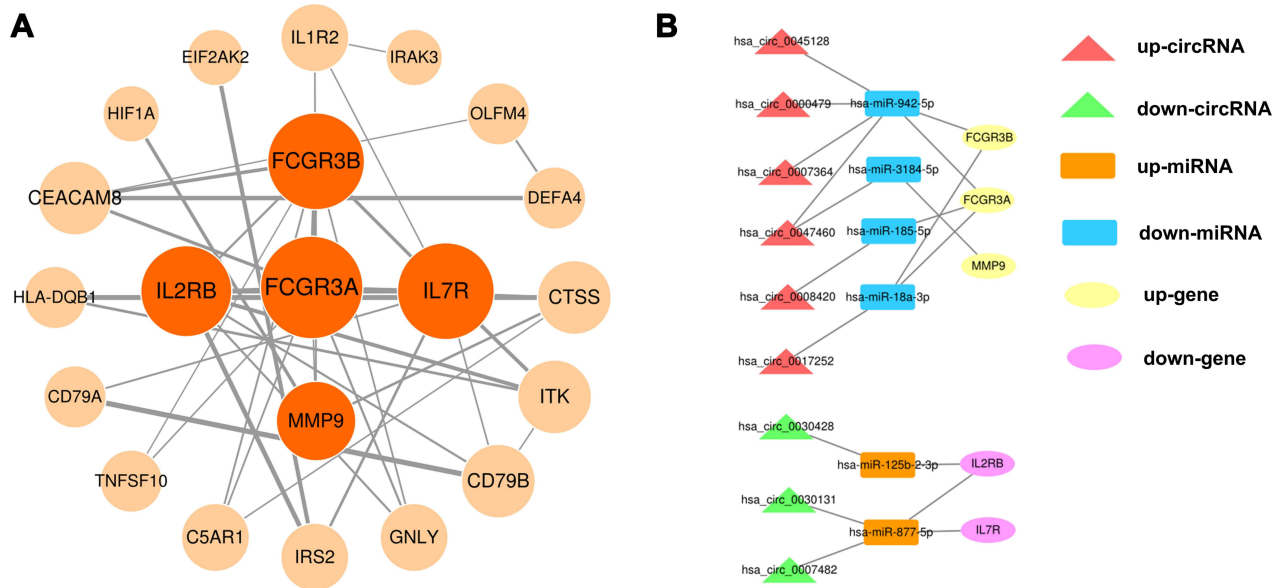 A
IL1R2
EIF2AK2
IRAK3
HIF1A
OLFM4
FCGR3B
CEACAM8
DEFA4
IL2RB
FCGR3A
IL7R
HLA-DQB1
CTSS
CD79A
ITK
MMP9
TNFSF10
CD79B
C5AR1
GNLY
IRS2
B
hsa_circ_0045128
hsa_circ_0000479
hsa-miR-942-5p
FCGR3B
hsa_circ_0007364
hsa-miR-3184-5p
FCGR3A
hsa_circ_0047460
hsa-miR-185-5p
MMP9
hsa_circ_0008420
hsa-miR-18a-3p
hsa_circ_0017252
hsa_circ_0030428
hsa-miR-125b-2-3p
IL2RB
hsa_circ_0030131
hsa-miR-877-5p
IL7R
hsa_circ_0007482
up-circRNA
down-circRNA
up-miRNA
down-miRNA
up-gene
down-gene